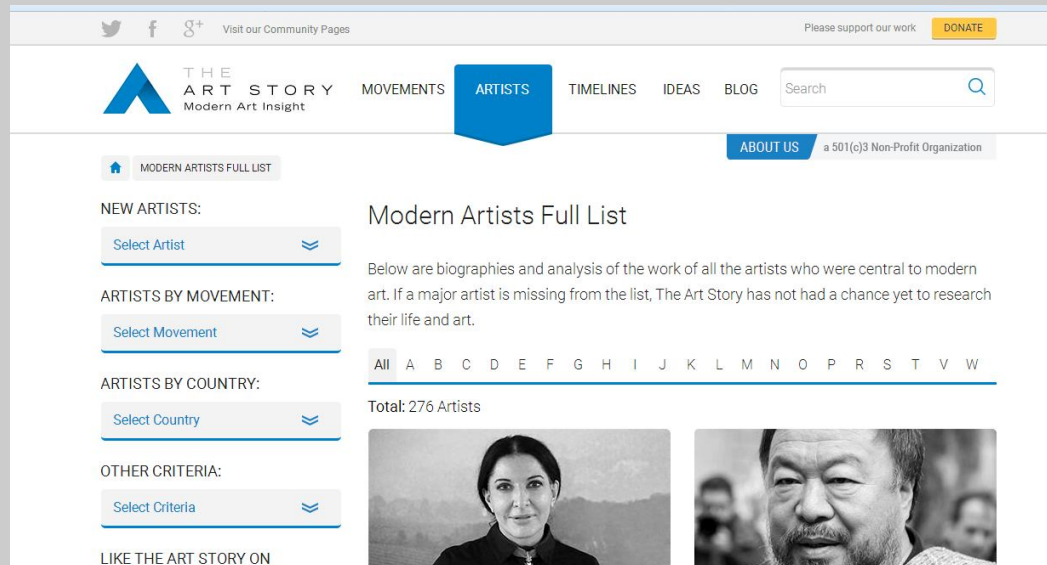 g+ Visit our Community Pages
Please support our work DONATE
THE
ART STORY
Modern Art Insight
MOVEMENTS ARTISTS TIMELINES IDEAS BLOG Search
ABOUT US a 501(c)3 Non-Profit Organization
MODERN ARTISTS FULL LIST
NEW ARTISTS:
Select Artist
ARTISTS BY MOVEMENT:
Select Movement
ARTISTS BY COUNTRY:
Select Country
OTHER CRITERIA:
Select Criteria
LIKE THE ART STORY ON
Modern Artists Full List
Below are biographies and analysis of the work of all the artists who were central to modern
art. If a major artist is missing from the list, The Art Story has not had a chance yet to research
their life and art.
All A B C D E F G H I J K L M N O P R S T V W
Total: 276 Artists